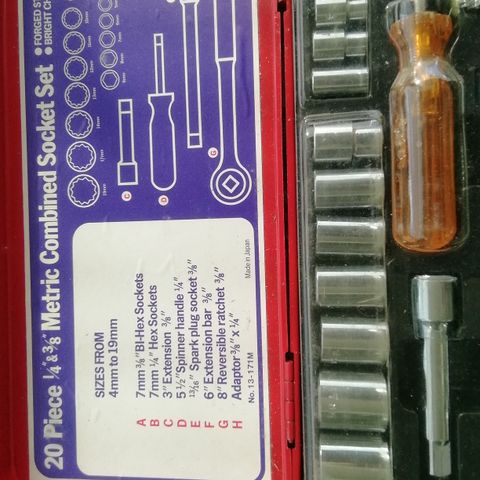 20 Piece 1/4" & 3/8" Metric Combined Socket Set
• FORGED ST
• BRIGHT CH
C
D
G
SIZES FROM
4mm to 19mm
A 7mm 3/8" BI-Hex Sockets
B 7mm 1/4" Hex Sockets
C 3" Extension 3/8"
D 5 1/2" Spinner handle 1/4"
E 13/16" Spark plug socket 3/8"
F 6" Extension bar 3/8"
G 8" Reversible ratchet 3/8"
H Adaptor 3/8" x 1/4"
No. 13-171M
Made in Japan